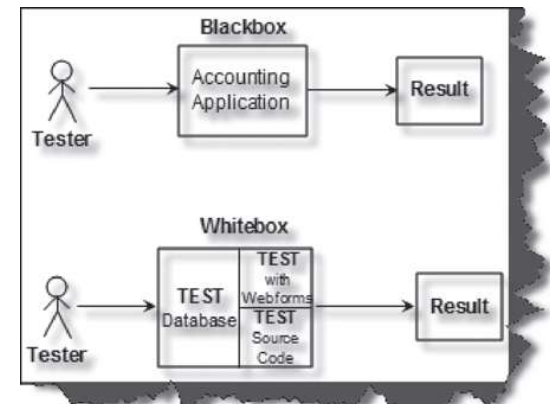 Blackbox
Accounting
Application
Result
Tester
Whitebox
TEST
Database
TEST
with
Webforms
TEST
Source
Code
Result
Tester